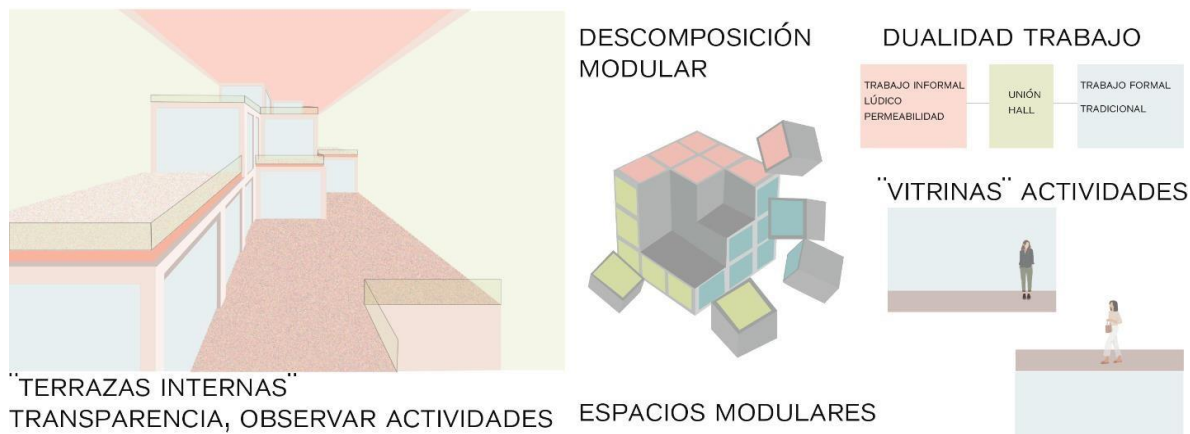 DESCOMPOSICIÓN
MODULAR
DUALIDAD TRABAJO
TRABAJO INFORMAL
LÚDICO
PERMEABILIDAD
UNIÓN
HALL
TRABAJO FORMAL
TRADICIONAL
¨VITRINAS¨ ACTIVIDADES
¨TERRAZAS INTERNAS¨
TRANSPARENCIA, OBSERVAR ACTIVIDADES
ESPACIOS MODULARES